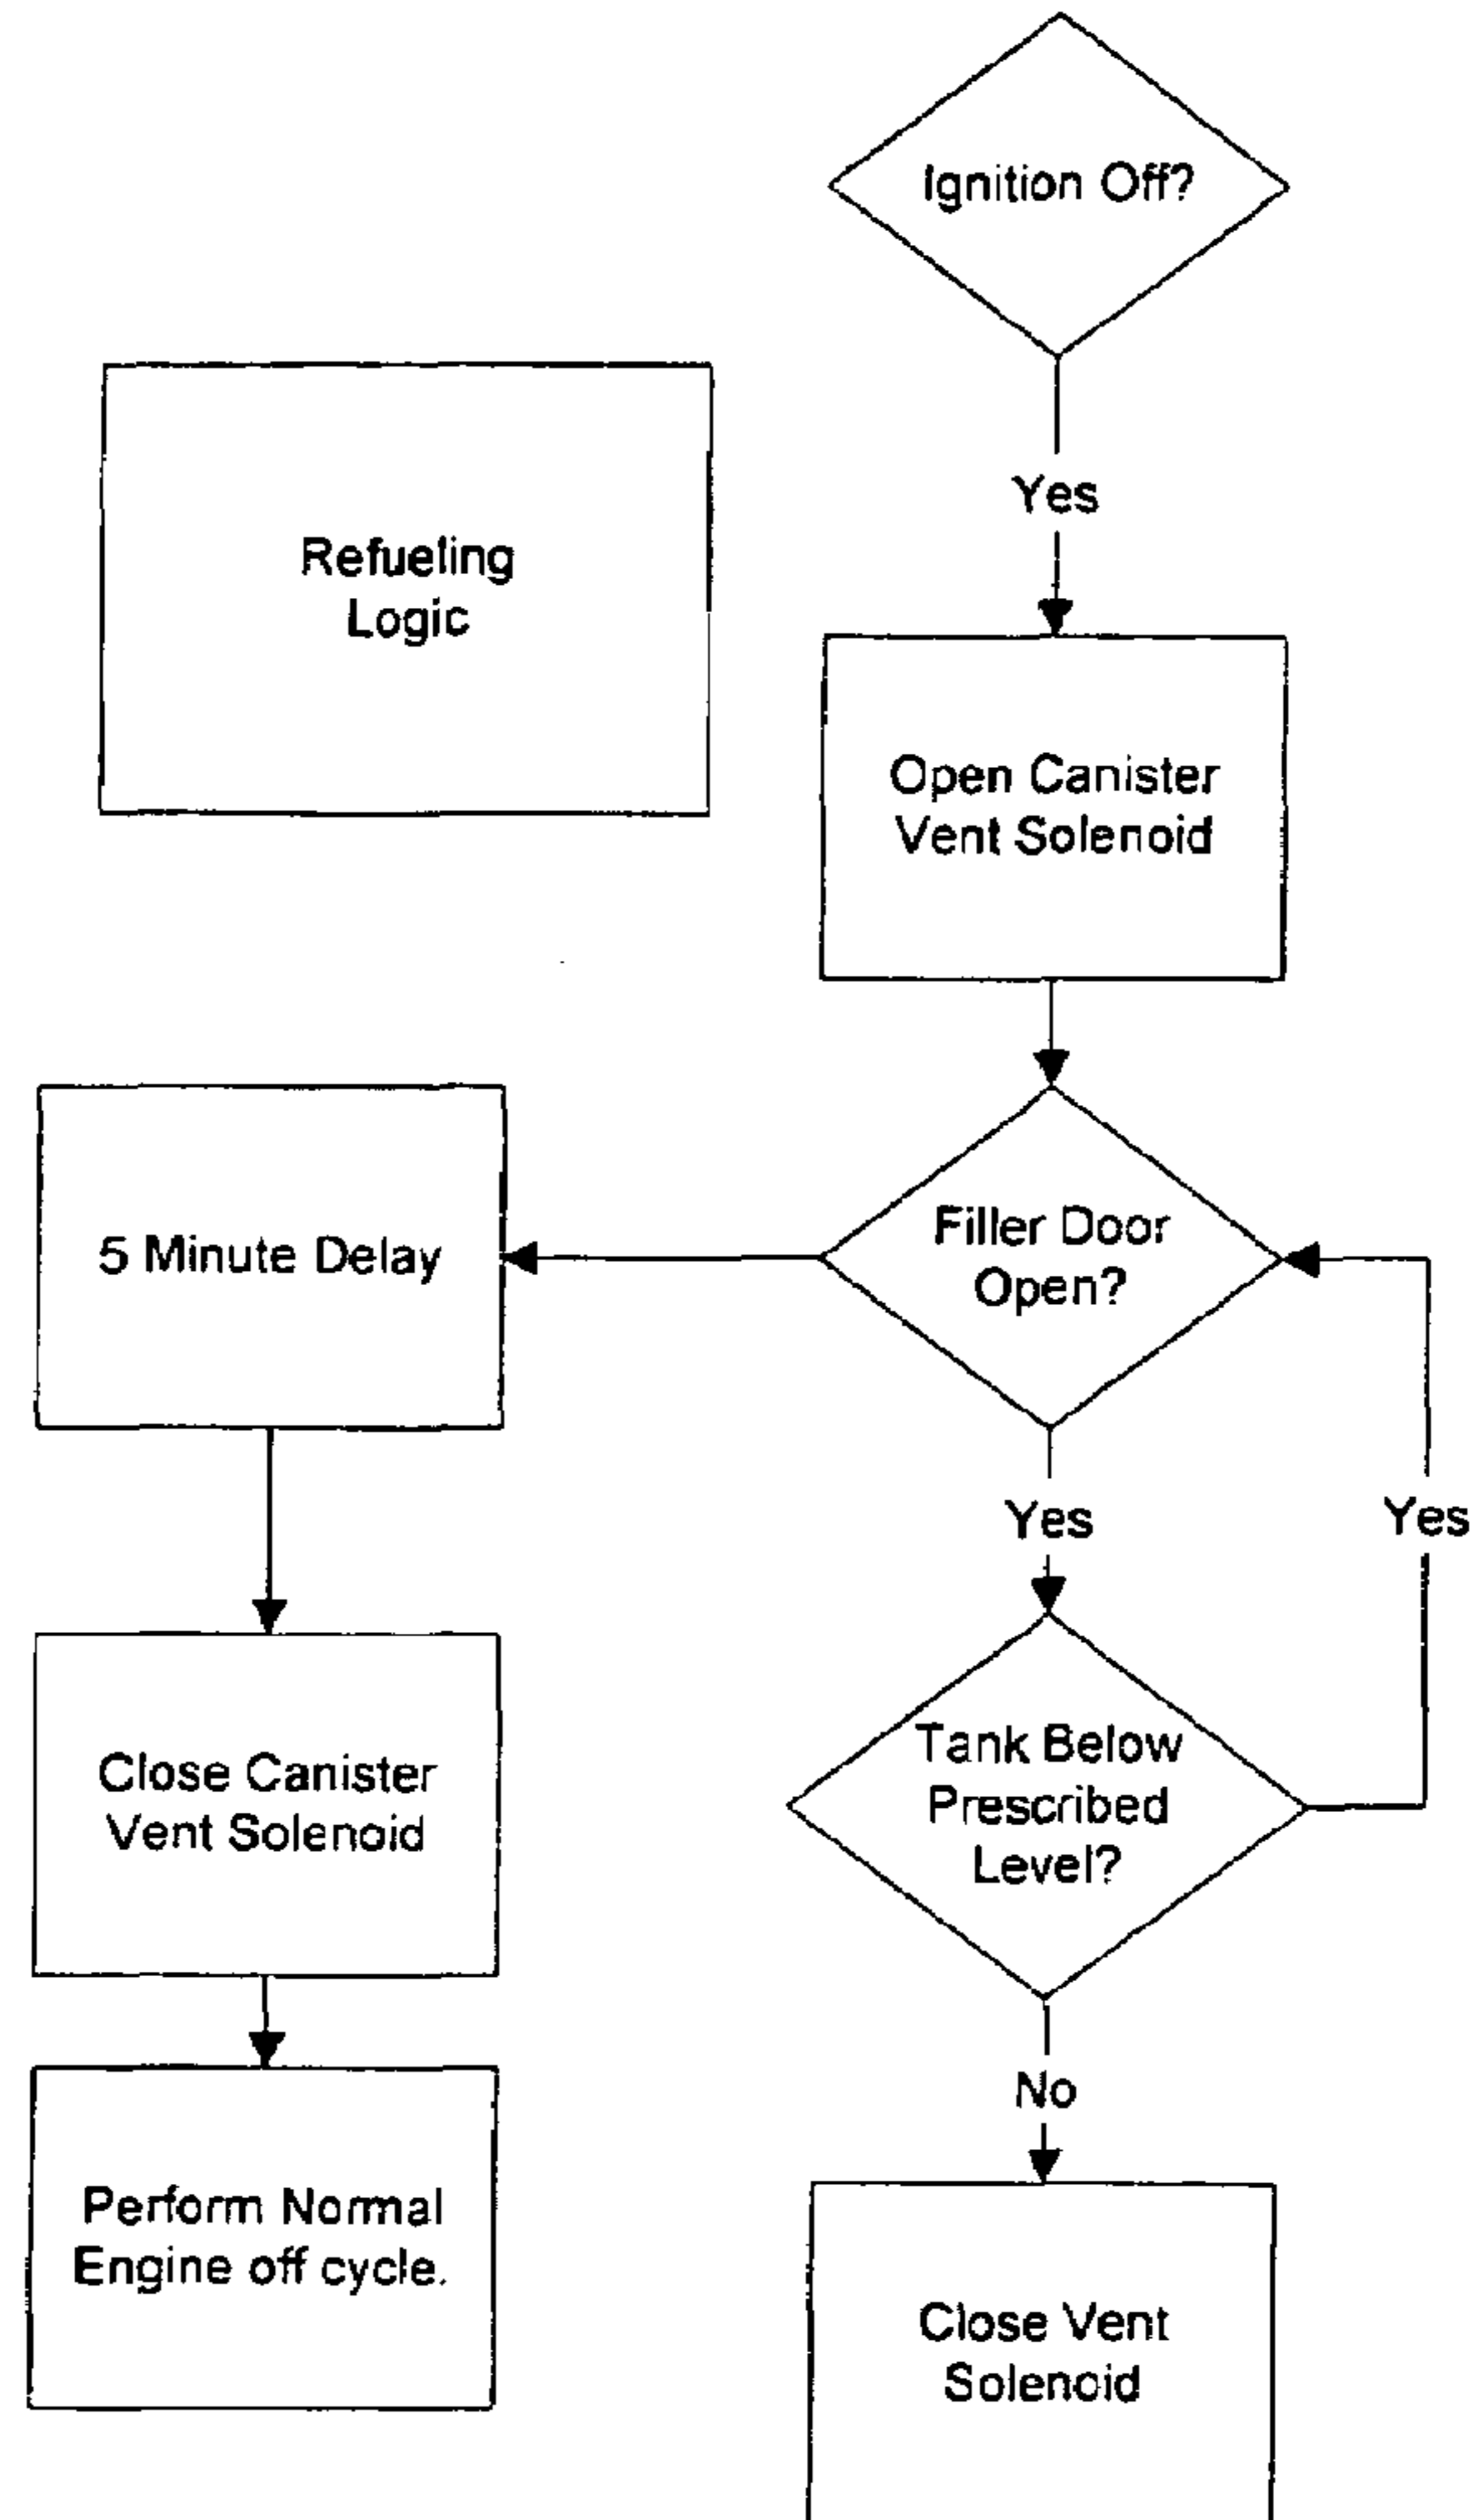 Ignition Off?
Yes
Refueling
Logic
Open Canister
Vent Solenoid
5 Minute Delay
Filler Door
Open?
Yes
Yes
Tank Below
Prescribed
Level?
Close Canister
Vent Solenoid
No
Perform Normal
Engine off cycle.
Close Vent
Solenoid